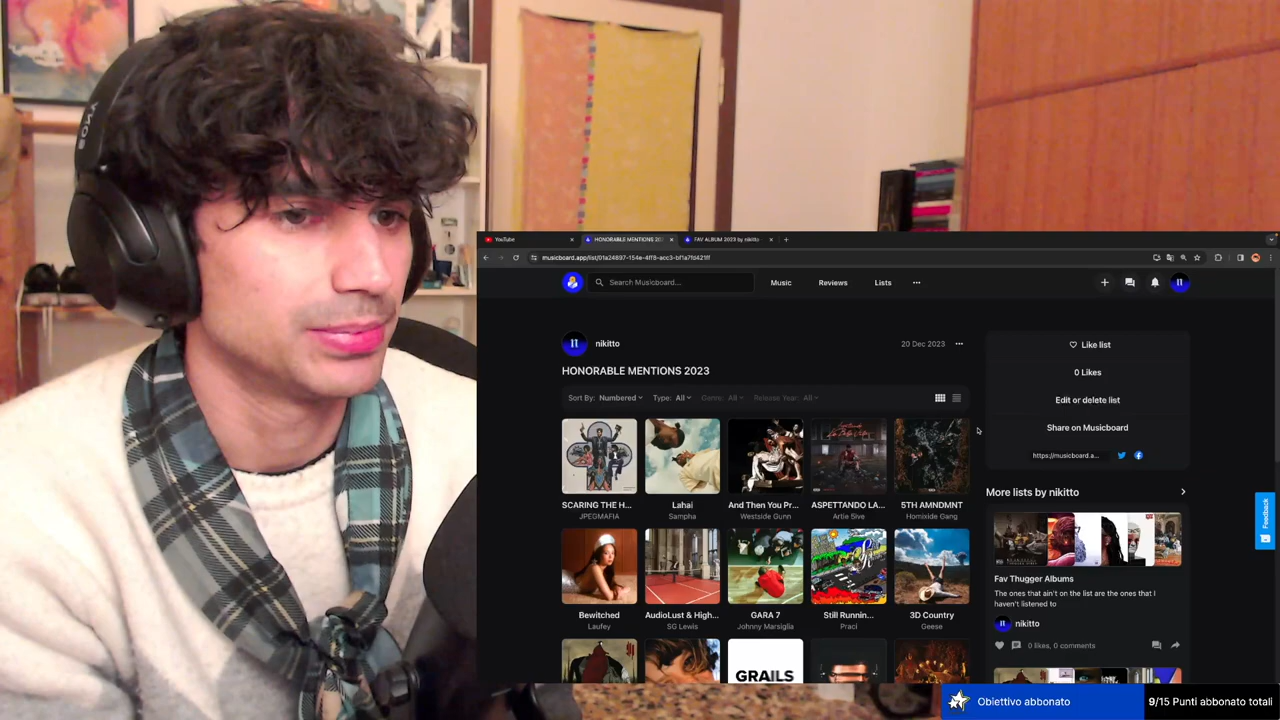 SONY
YouTube
HONORABLE MENTIONS 202
FAV ALBUM 2023 by nikitto
Search Musicboard...
Music
Reviews
Lists
nikitto
20 Dec 2023
HONORABLE MENTIONS 2023
Sort By: Numbered
Type: All
Genre: All
Release Year: All
SCARING THE H...
JPEGMAFIA
Lahai
Sampha
And Then You Pr...
Westside Gunn
ASPETTANDO LA...
Artie 5ive
5TH AMNDMNT
Homixide Gang
Bewitched
Laufey
AudioLust & High...
SG Lewis
GARA 7
Johnny Marsiglia
Still Runnin...
Praci
3D Country
Geese
GRAILS
Like list
0 Likes
Edit or delete list
Share on Musicboard
https://musicboard.a...
More lists by nikitto
Fav Thugger Albums
The ones that ain't on the list are the ones that I
haven't listened to
nikitto
0 likes, 0 comments
Feedback
Obiettivo abbonato
9/15 Punti abbonato totali